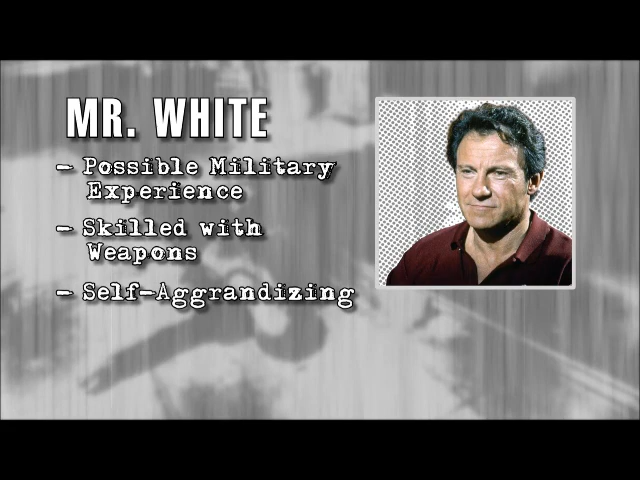 MR. WHITE
- Possible Military
Experience
- Skilled with
Weapons
- Self-Aggrandizing